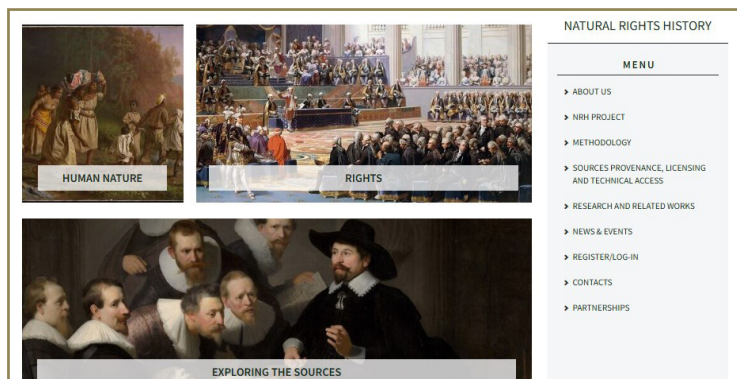 HUMAN NATURE
RIGHTS
EXPLORING THE SOURCES
NATURAL RIGHTS HISTORY
MENU
ABOUT US
NRH PROJECT
METHODOLOGY
SOURCES PROVENANCE, LICENSING
AND TECHNICAL ACCESS
RESEARCH AND RELATED WORKS
NEWS & EVENTS
REGISTER/LOG-IN
CONTACTS
PARTNERSHIPS